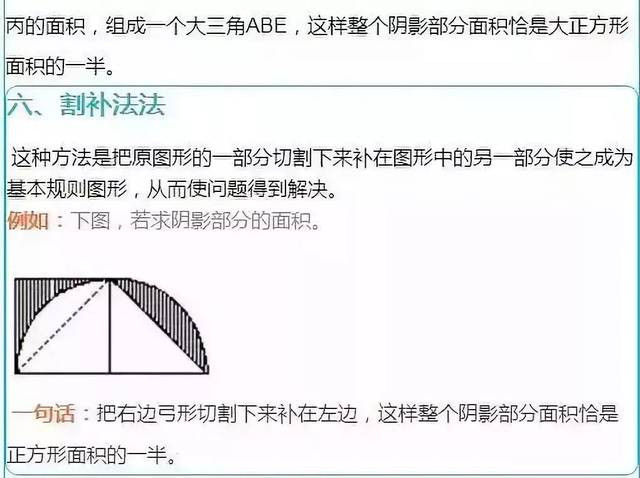 丙的面积，组成一个大三角ABE，这样整个阴影部分面积恰是大正方形
面积的一半。
六、割补法法
这种方法是把原图形的一部分切割下来补在图形中的另一部分使之成为
基本规则图形，从而使问题得到解决。
例如：下图，若求阴影部分的面积。
一句话：把右边弓形切割下来补在左边，这样整个阴影部分面积恰是
正方形面积的一半。